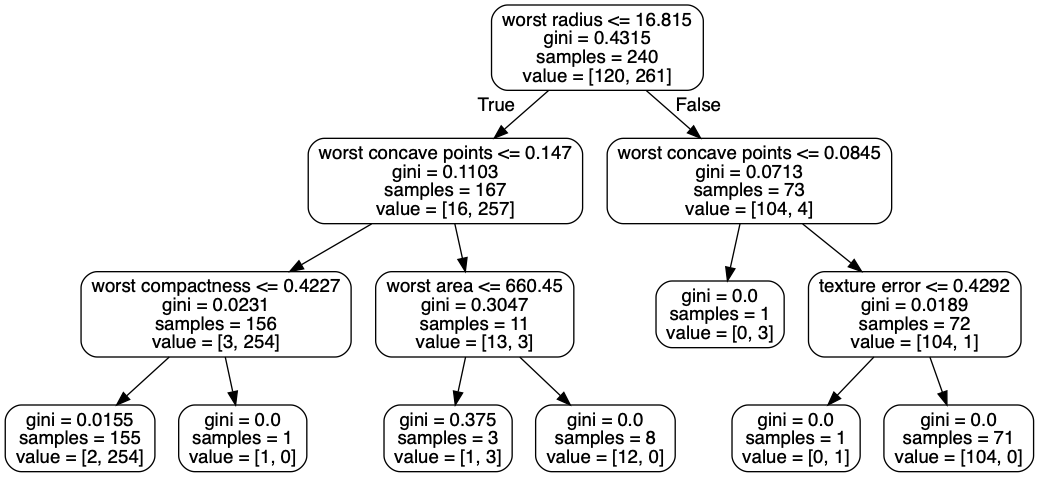 worst radius <= 16.815
gini = 0.4315
samples = 240
value = [120, 261]
True
False
worst concave points <= 0.147
gini = 0.1103
samples = 167
value = [16, 257]
worst concave points <= 0.0845
gini = 0.0713
samples = 73
value = [104, 4]
worst compactness <= 0.4227
gini = 0.0231
samples = 156
value = [3, 254]
worst area <= 660.45
gini = 0.3047
samples = 11
value = [13, 3]
gini = 0.0
samples = 1
value = [0, 3]
texture error <= 0.4292
gini = 0.0189
samples = 72
value = [104, 1]
gini = 0.0155
samples = 155
value = [2, 254]
gini = 0.0
samples = 1
value = [1, 0]
gini = 0.375
samples = 3
value = [1, 3]
gini = 0.0
samples = 8
value = [12, 0]
gini = 0.0
samples = 1
value = [0, 1]
gini = 0.0
samples = 71
value = [104, 0]